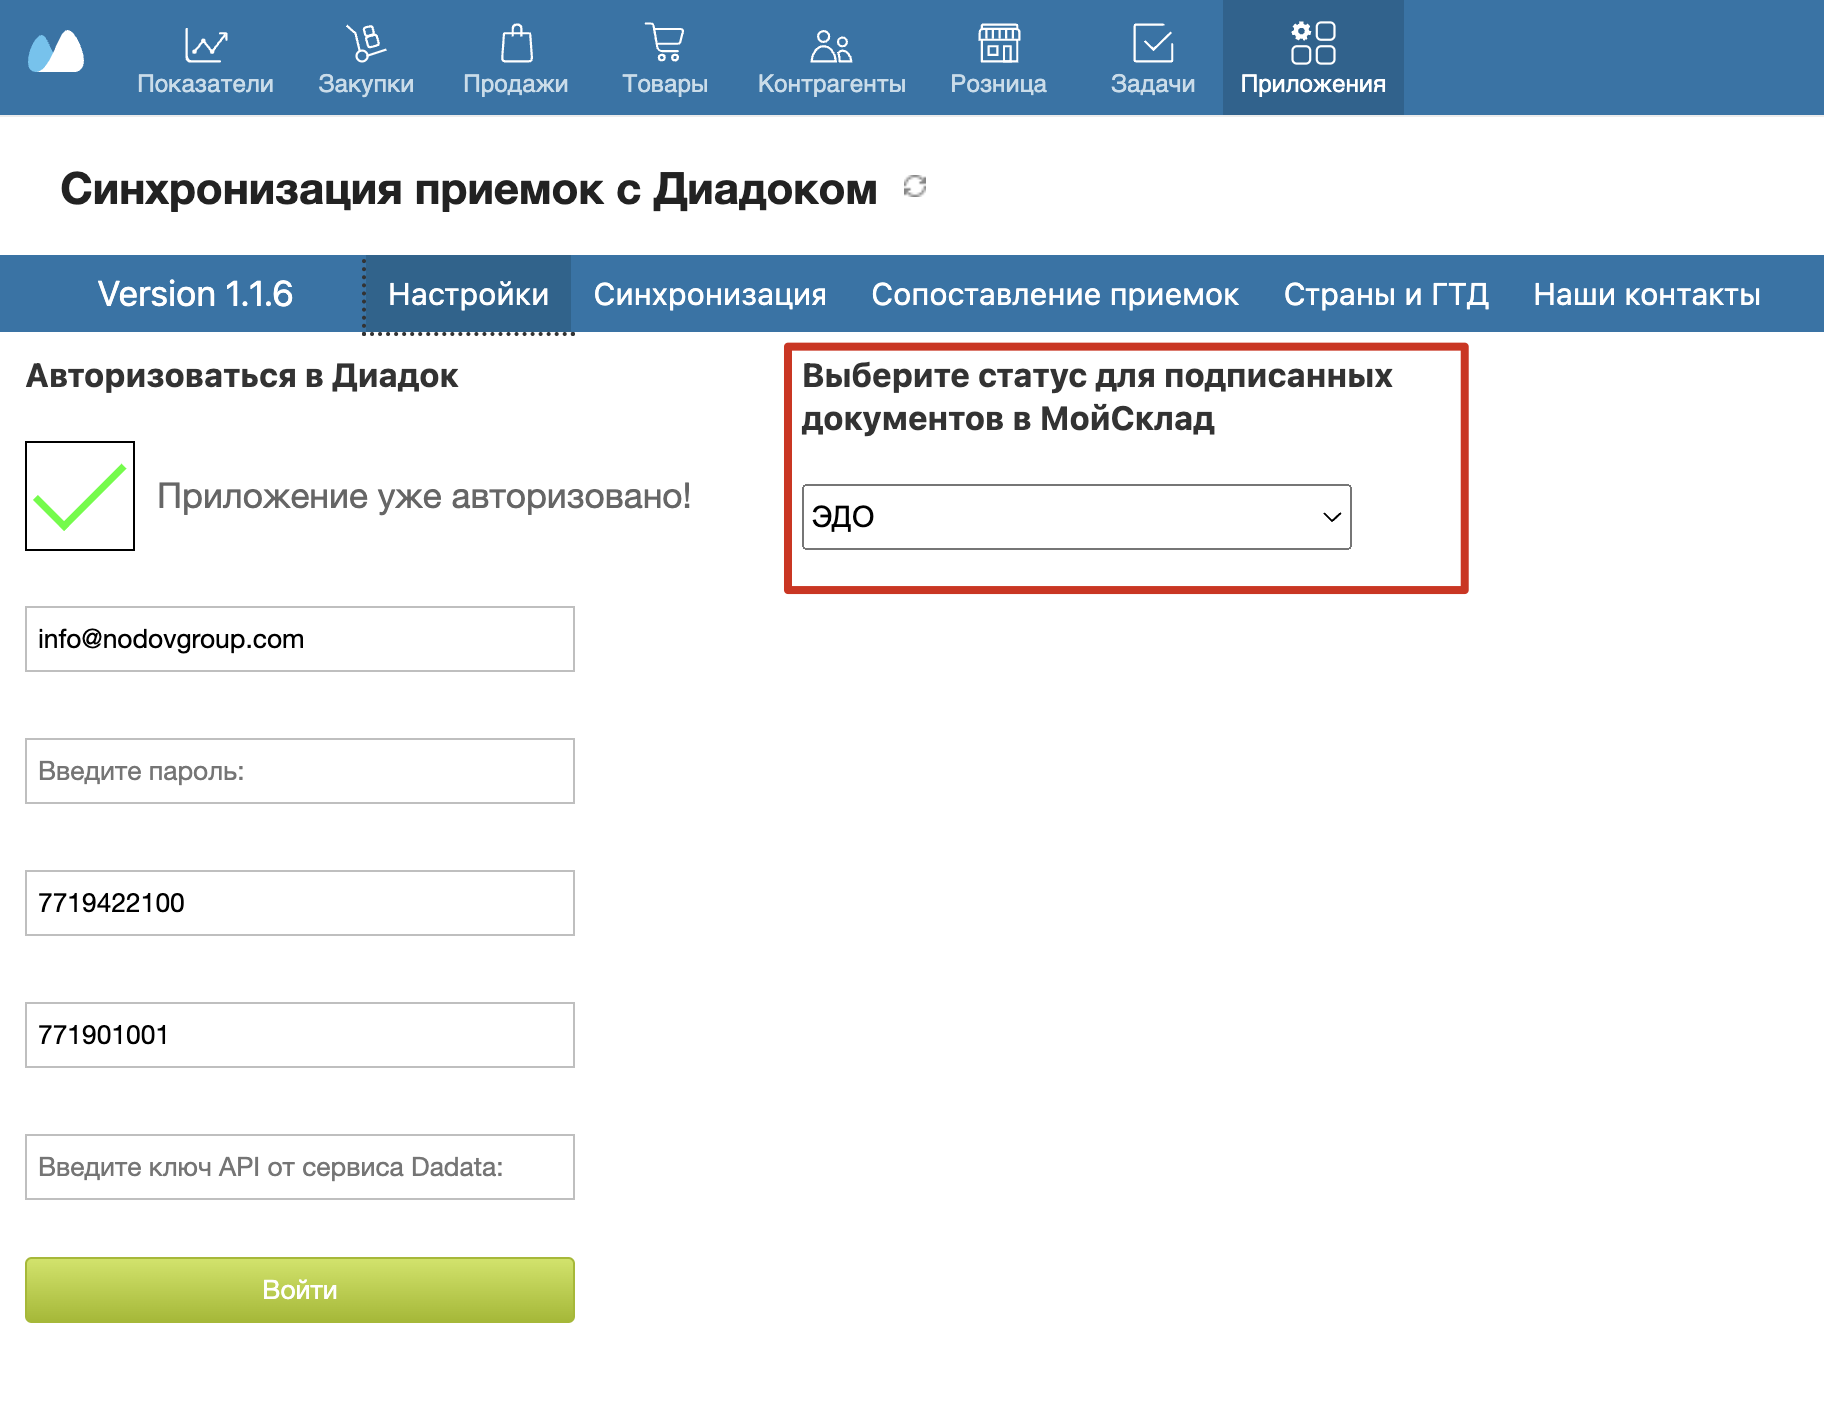 Показатели Закупки Продажи Товары Контрагенты Розница Задачи Приложения
Синхронизация приемок с Диадоком
Version 1.1.6 Настройки Синхронизация Сопоставление приемок Страны и ГТД Наши контакты
Авторизоваться в Диадок
Приложение уже авторизовано!
info@nodovgroup.com
Введите пароль:
7719422100
771901001
Введите ключ API от сервиса Dadata:
Войти
Выберите статус для подписанных
документов в МойСклад
ЭДО